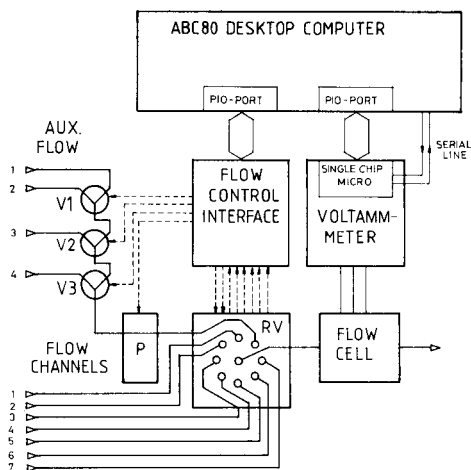 ABC80 DESKTOP COMPUTER
PIO-PORT
PIO-PORT
AUX.
FLOW
SERIAL
LINE
1
2
3
4
V1
V2
V3
FLOW
CONTROL
INTERFACE
SINGLE CHIP
MICRO
VOLTAMM-
METER
FLOW
CHANNELS
P
RV
FLOW
CELL
1
2
3
4
5
6
7